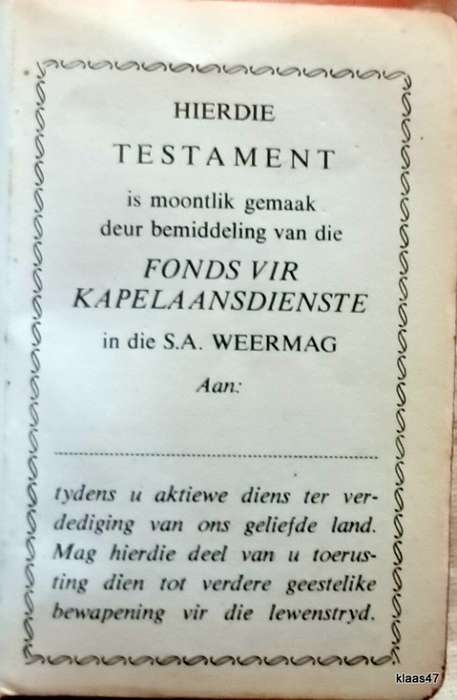 HIERDIE
TESTAMENT
is moontlik gemaak
deur bemiddeling van die
FONDS VIR
KAPELAANSDIENSTE
in die S.A. WEERMAG
Aan:
tydens u aktiewe diens ter ver-
dediging van ons geliefde land.
Mag hierdie deel van u toerus-
ting dien tot verdere geestelike
bewapening vir die lewenstryd.
klaas47